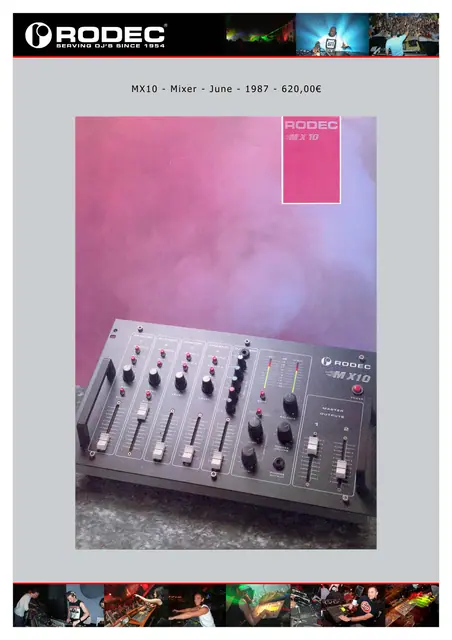 RODEC®
SERVING DJ'S SINCE 1954
MX10 - Mixer - June - 1987 - 620,00€
RODEC
MX10
RODEC
MX10
MASTER
OUTPUTS